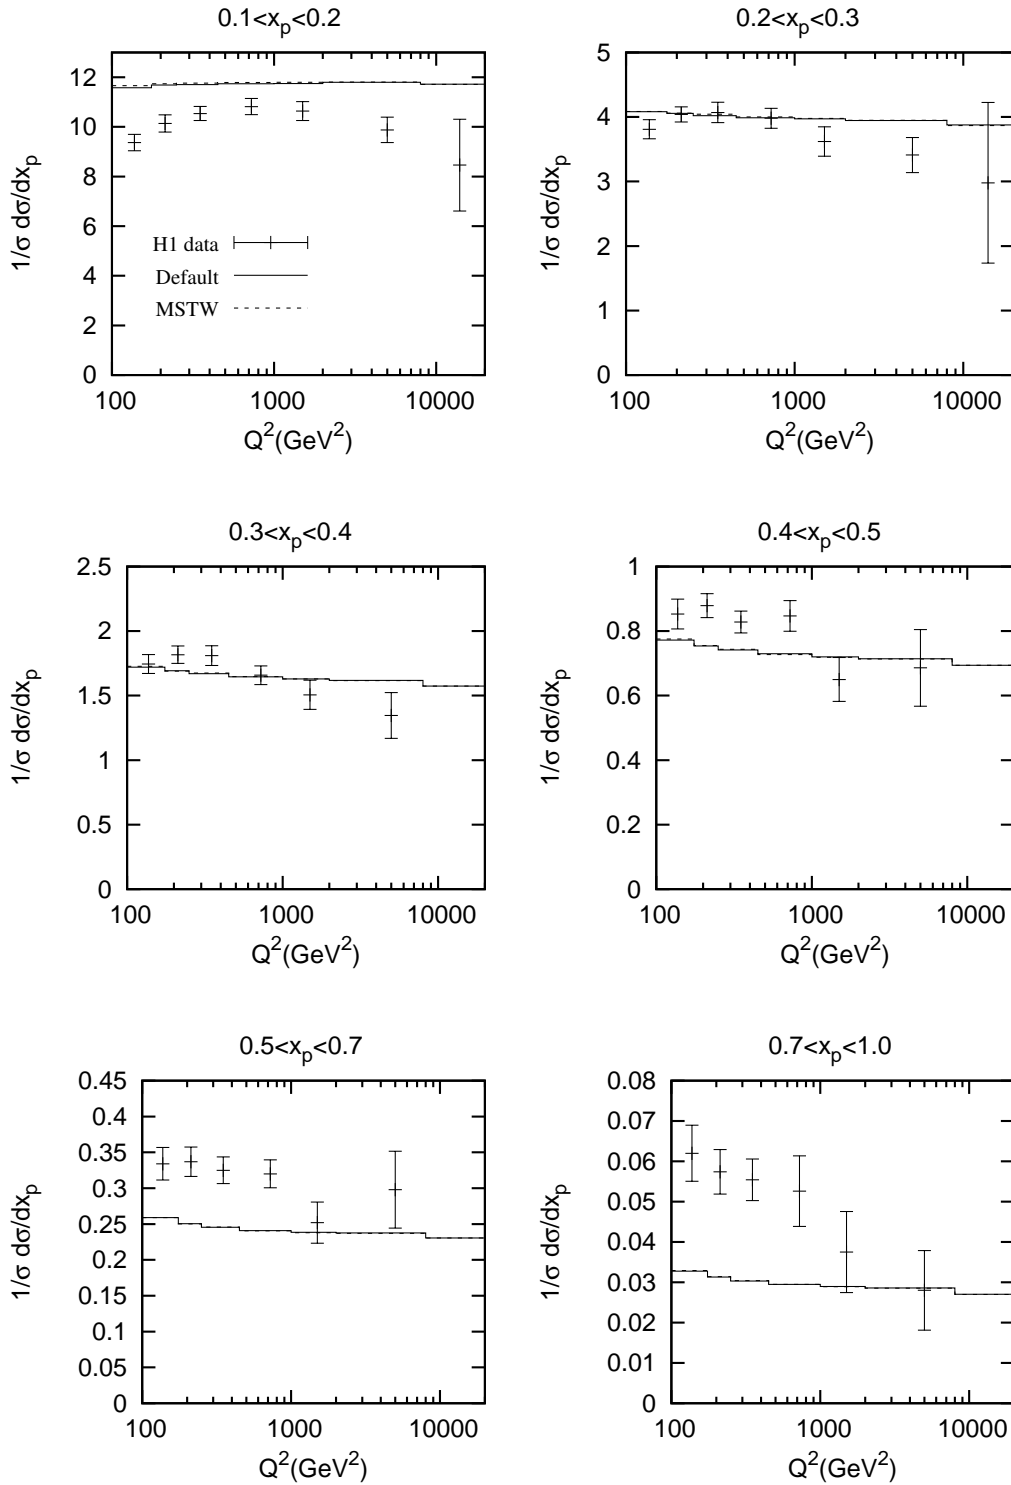 0.1<x_p<0.2
1/σ dσ/dx_p
12
10
8
6
4
2
0
H1 data
Default
MSTW
100 1000 10000
Q^2(GeV^2)
0.2<x_p<0.3
1/σ dσ/dx_p
5
4
3
2
1
0
100 1000 10000
Q^2(GeV^2)
0.3<x_p<0.4
1/σ dσ/dx_p
2.5
2
1.5
1
0.5
0
100 1000 10000
Q^2(GeV^2)
0.4<x_p<0.5
1/σ dσ/dx_p
1
0.8
0.6
0.4
0.2
0
100 1000 10000
Q^2(GeV^2)
0.5<x_p<0.7
1/σ dσ/dx_p
0.45
0.4
0.35
0.3
0.25
0.2
0.15
0.1
0.05
0
100 1000 10000
Q^2(GeV^2)
0.7<x_p<1.0
1/σ dσ/dx_p
0.08
0.07
0.06
0.05
0.04
0.03
0.02
0.01
0
100 1000 10000
Q^2(GeV^2)